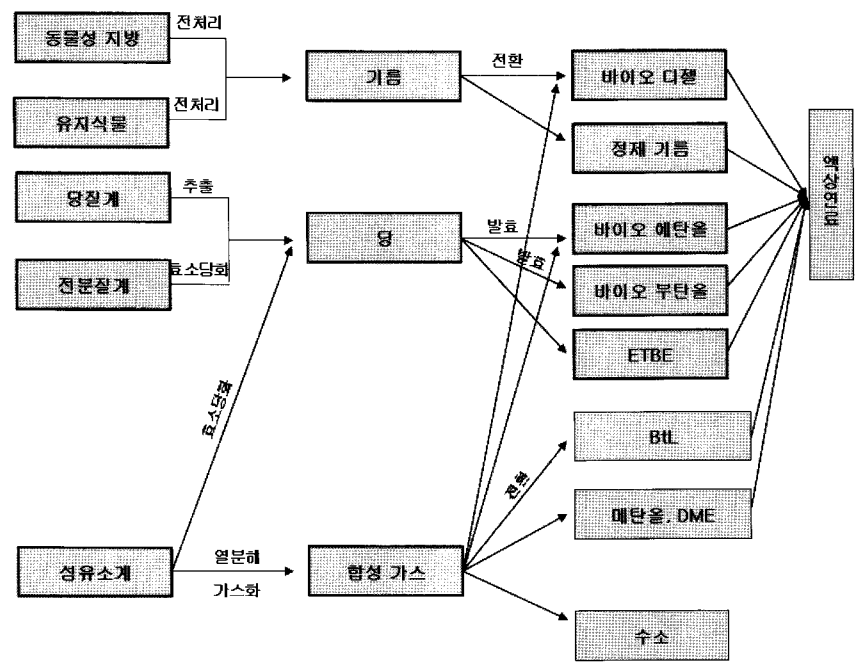 동물성 지방
전처리
유지식물
전처리
당질계
추출
전분질계
효소당화
섬유소계
효소당화
열분해
가스화
기름
당
합성 가스
전환
발효
발효
전환
바이오 디젤
정제 기름
바이오 에탄올
바이오 부탄올
ETBE
BtL
메탄올, DME
수소
액상연료